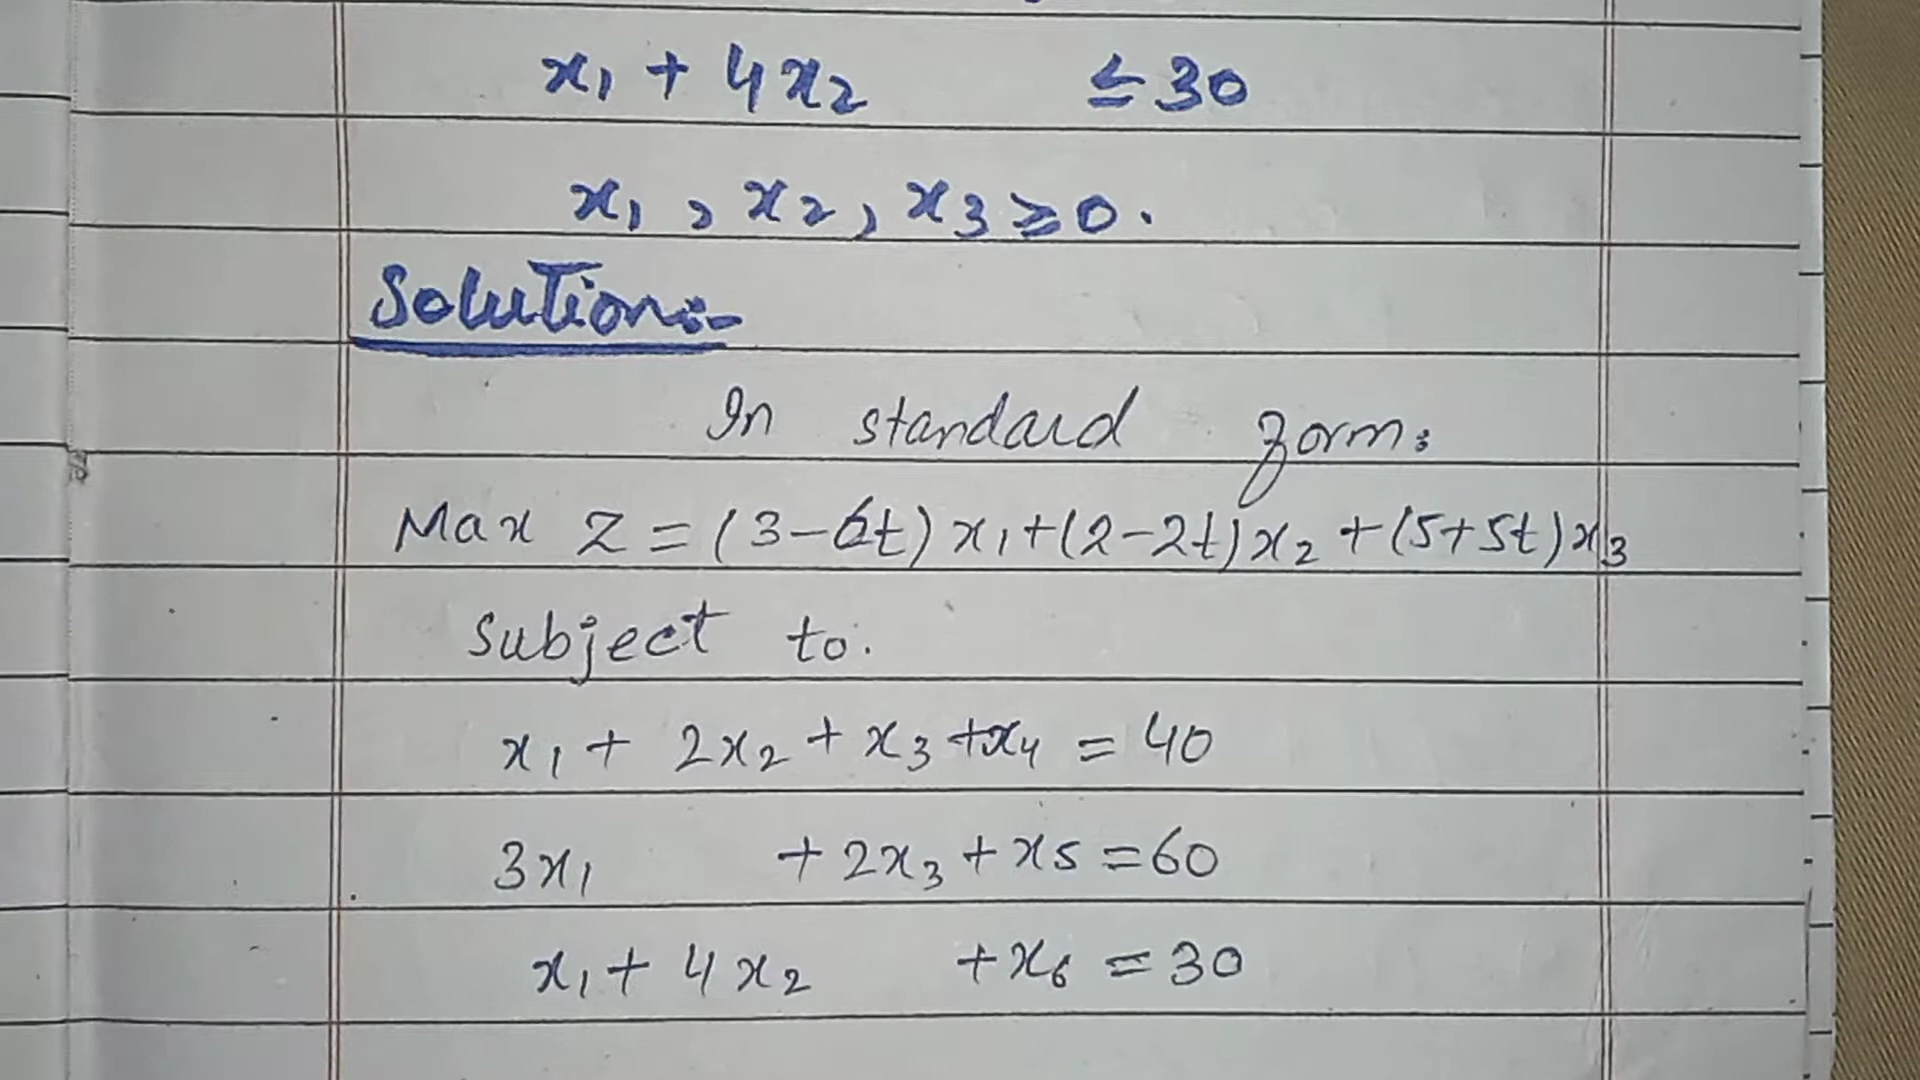 x₁ + 4x₂ ≤ 30
x₁, x₂, x₃ ≥ 0.
Solution:-
In standard form:
Max Z = (3-6t)x₁+(2-2t)x₂+(5+5t)x₃
Subject to.
x₁ + 2x₂ + x₃ + x₄ = 40
3x₁ + 2x₃ + x5 = 60
x₁ + 4x₂ + x₆ = 30